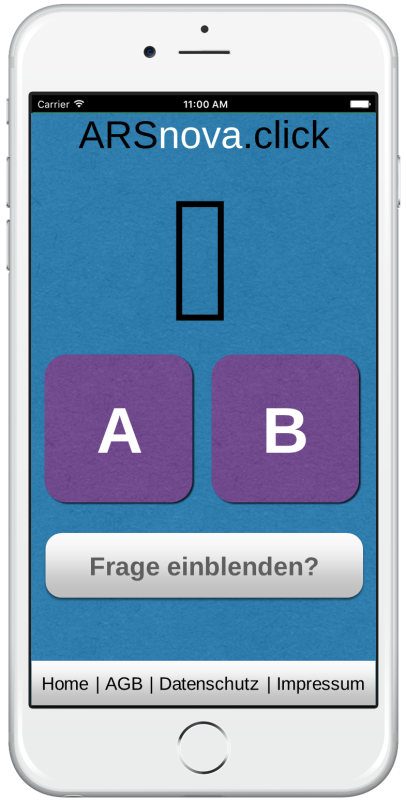 Carrier 11:00 AM
ARSnova.click
A B
Frage einblenden?
Home | AGB | Datenschutz | Impressum